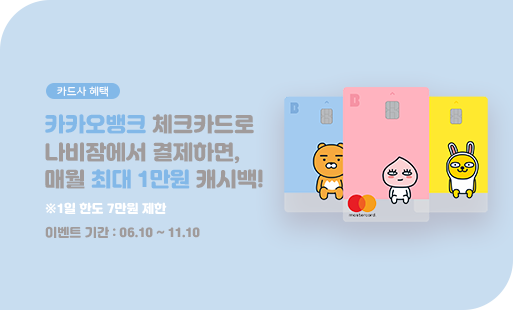 카드사 혜택
카카오뱅크 체크카드로
나비잠에서 결제하면,
매월 최대 1만원 캐시백!
※1일 한도 7만원 제한
이벤트 기간 : 06.10 ~ 11.10
B
B
mastercard